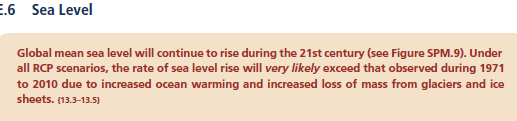 E.6 Sea Level
Global mean sea level will continue to rise during the 21st century (see Figure SPM.9). Under
all RCP scenarios, the rate of sea level rise will very likely exceed that observed during 1971
to 2010 due to increased ocean warming and increased loss of mass from glaciers and ice
sheets. {13.3–13.5}